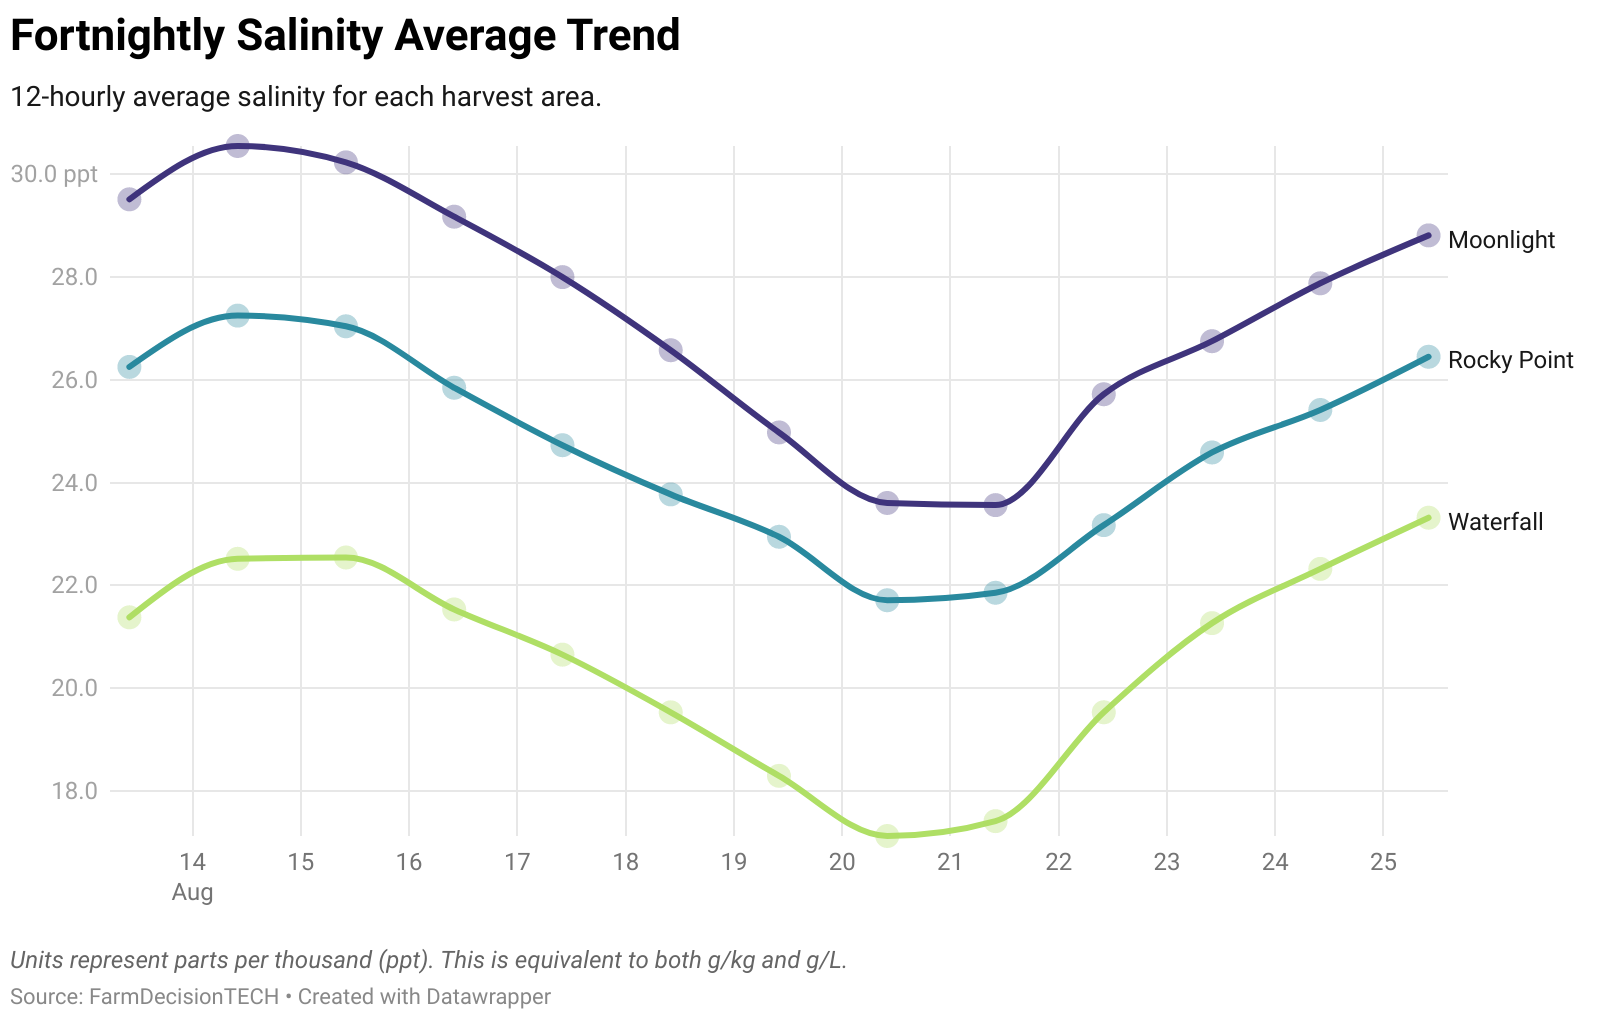 Fortnightly Salinity Average Trend
12-hourly average salinity for each harvest area.
30.0 ppt
28.0
26.0
24.0
22.0
20.0
18.0
Moonlight
Rocky Point
Waterfall
14 15 16 17 18 19 20 21 22 23 24 25
Aug
Units represent parts per thousand (ppt). This is equivalent to both g/kg and g/L.
Source: FarmDecisionTECH • Created with Datawrapper